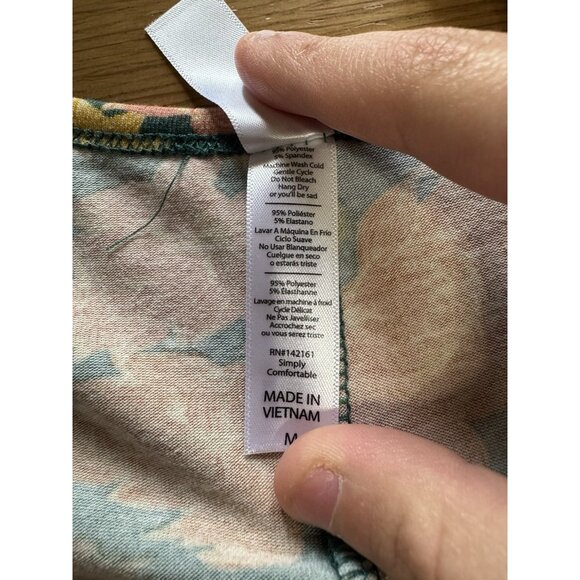 95% Polyester
5% Spandex
Machine Wash Cold
Gentle Cycle
Do Not Bleach
Hang Dry
or you'll be sad
95% Poliéster
5% Elastano
Lavar A Máquina En Frio
Ciclo Suave
No Usar Blanqueador
Cuelgue en seco
o estarás triste
95% Polyester
5% Élasthanne
Lavage en machine á froid
Cycle Délicat
Ne Pas Javelliser
Accrochez sec
ou vous serez triste
RN#142161
Simply
Comfortable
MADE IN
VIETNAM
M